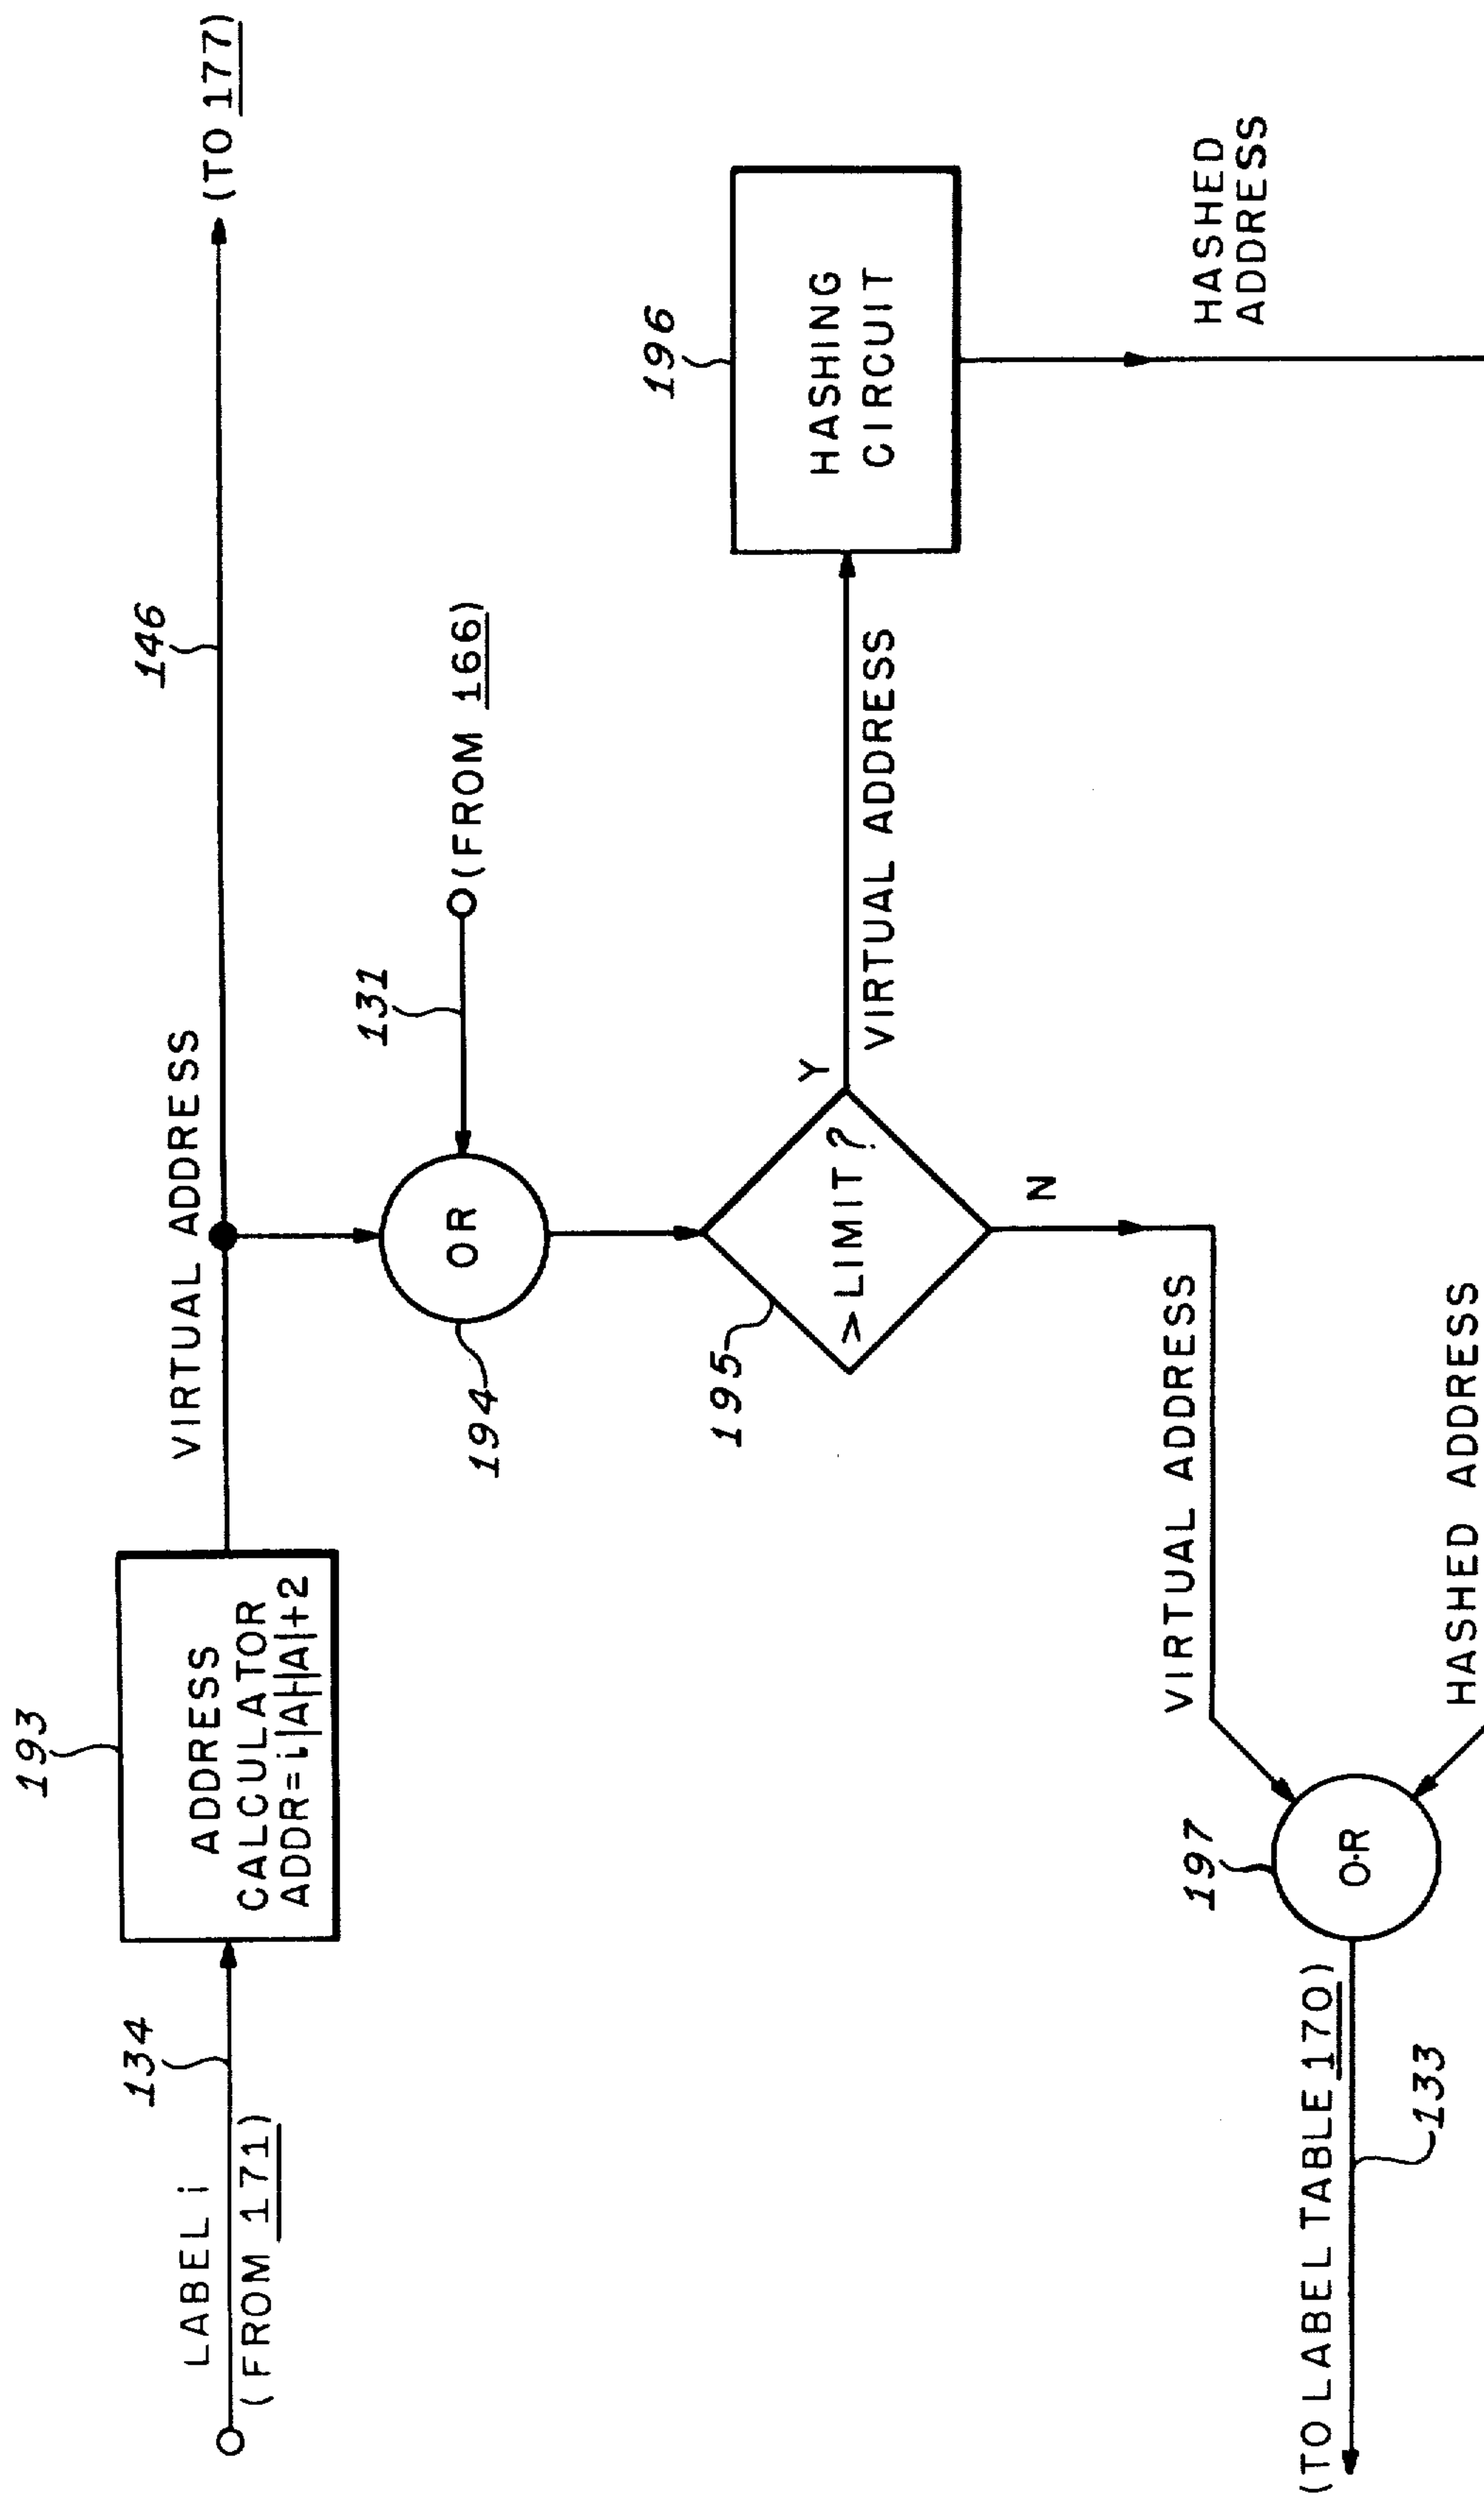 193
134
LABEL i
(FROM 171)
ADDRESS
CALCULATOR
ADDR=i|A|+|A|+2
VIRTUAL ADDRESS
146
(TO 177)
194
OR
131
(FROM 166)
195
> LIMIT?
Y
N
VIRTUAL ADDRESS
196
HASHING
CIRCUIT
HASHED
ADDRESS
VIRTUAL ADDRESS
197
OR
HASHED ADDRESS
(TO LABEL TABLE 170)
133